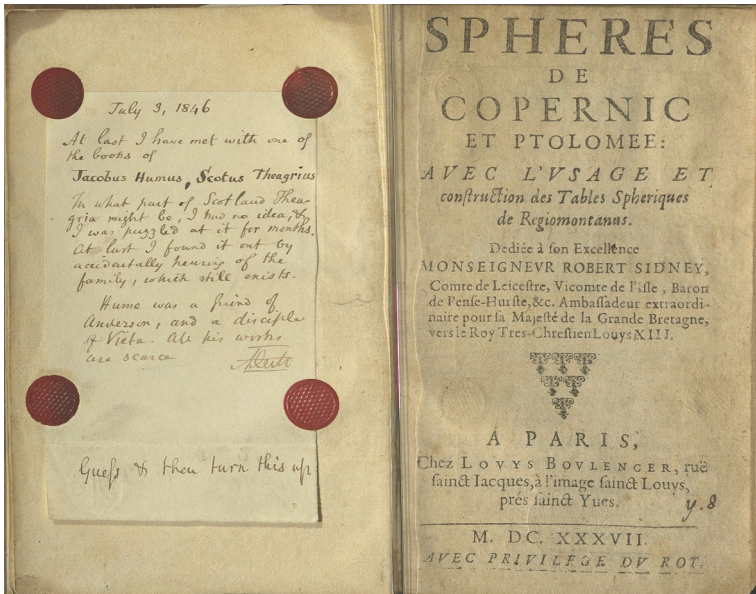 July 3, 1846
At last I have met with one of
the books of
Jacobus Humus, Scotus Theagrius
In what part of Scotland Thea-
gria might be, I had no idea, &
I was puzzled at it for months.
At last I found it out by
accidentally hearing of the
family, which still exists.
Hume was a friend of
Anderson, and a disciple
of Vieta. All his works
are scarce
ADeM
Guess & then turn this up
SPHERES
DE
COPERNIC
ET PTOLOMEE:
AVEC L'VSAGE ET
construction des Tables Spheriques
de Regiomontanus.
Dediée à son Excellence
MONSEIGNEVR ROBERT SIDNEY,
Comte de Leicestre, Vicomte de l'isle, Baron
de Pense-Hurste, &c. Ambassadeur extraordi-
naire pour sa Majesté de la Grande Bretagne,
vers le Roy Tres-Chrestien Louys XIII.
A PARIS,
Chez LOVYS BOVLENGER, ruë
sainct Iacques, à l'image sainct Louys,
prés sainct Yues.
y.8
M. DC. XXXVII.
AVEC PRIVILEGE DV ROY.